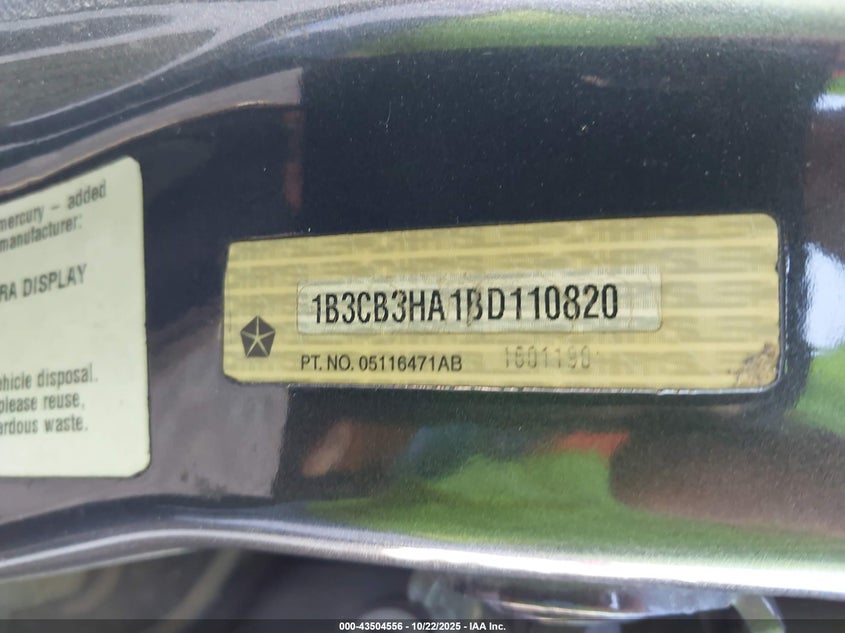 mercury – added
manufacturer:
RA DISPLAY
ehicle disposal.
please reuse,
ardous waste.
1B3CB3HA1BD110820
PT. NO. 05116471AB 1601190
000-43504556 - 10/22/2025 - IAA Inc.